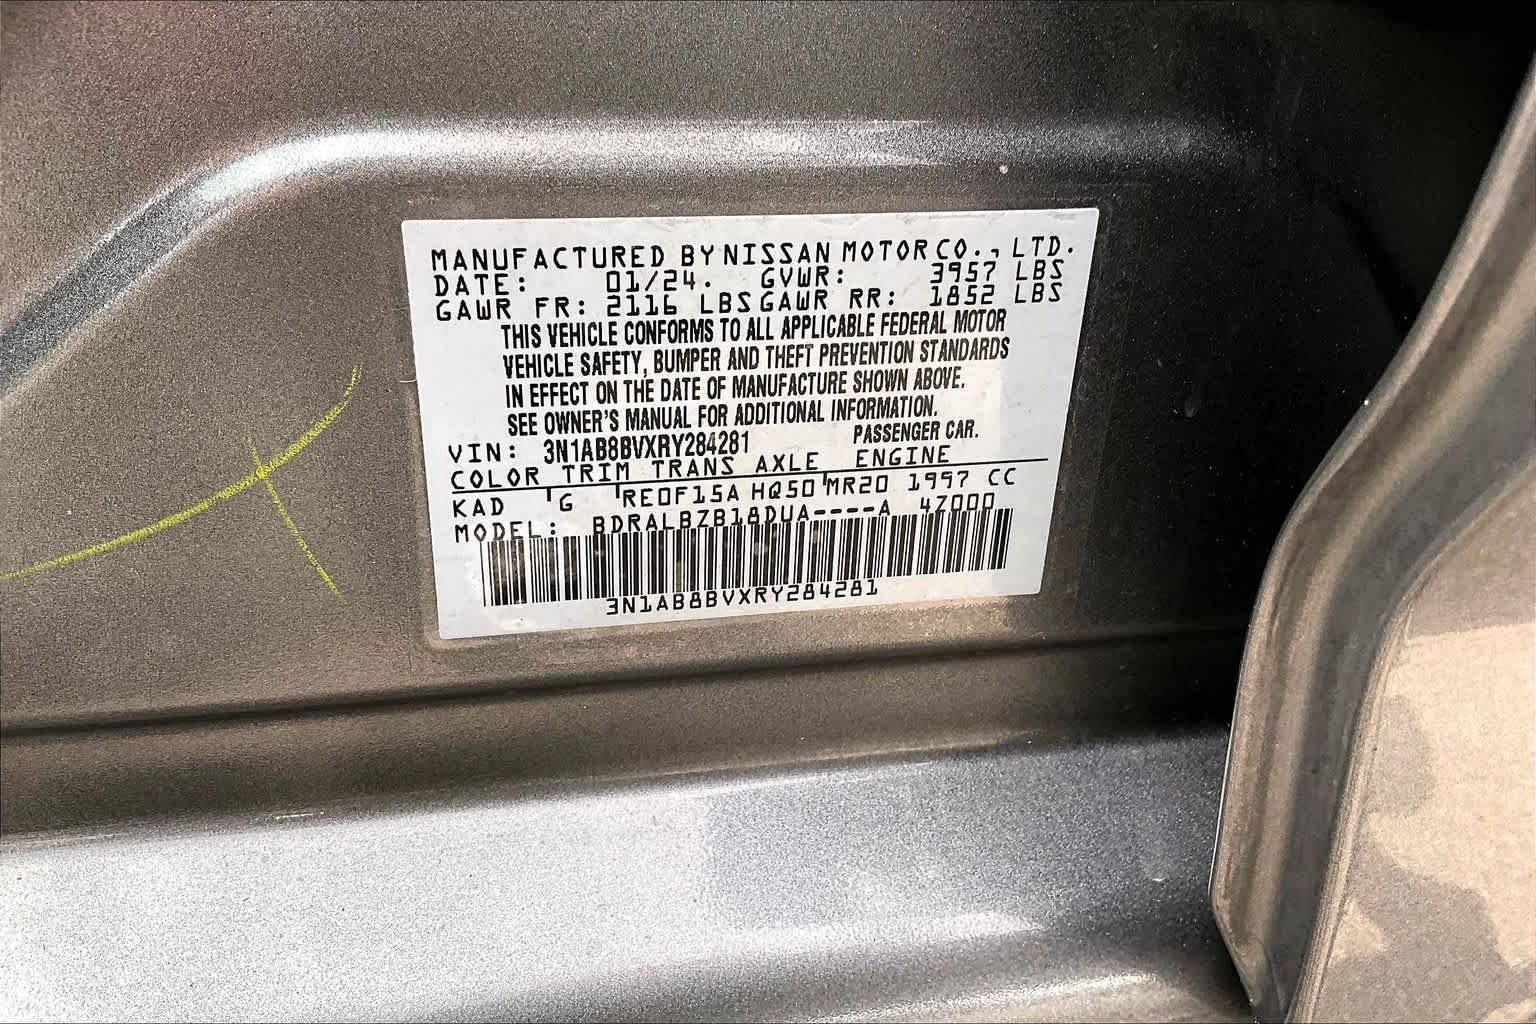 MANUFACTURED BY NISSAN MOTOR CO., LTD.
DATE: 01/24. GVWR: 3957 LBS
GAWR FR: 2116 LBS GAWR RR: 1852 LBS
THIS VEHICLE CONFORMS TO ALL APPLICABLE FEDERAL MOTOR
VEHICLE SAFETY, BUMPER AND THEFT PREVENTION STANDARDS
IN EFFECT ON THE DATE OF MANUFACTURE SHOWN ABOVE.
SEE OWNER'S MANUAL FOR ADDITIONAL INFORMATION.
VIN: 3N1AB8BVXRY284281 PASSENGER CAR.
COLOR TRIM TRANS AXLE ENGINE
KAD G RE0F15A HQ50 MR20 1997 CC
MODEL: BDRALBZB18DUA----A 47000
3N1AB8BVXRY284281